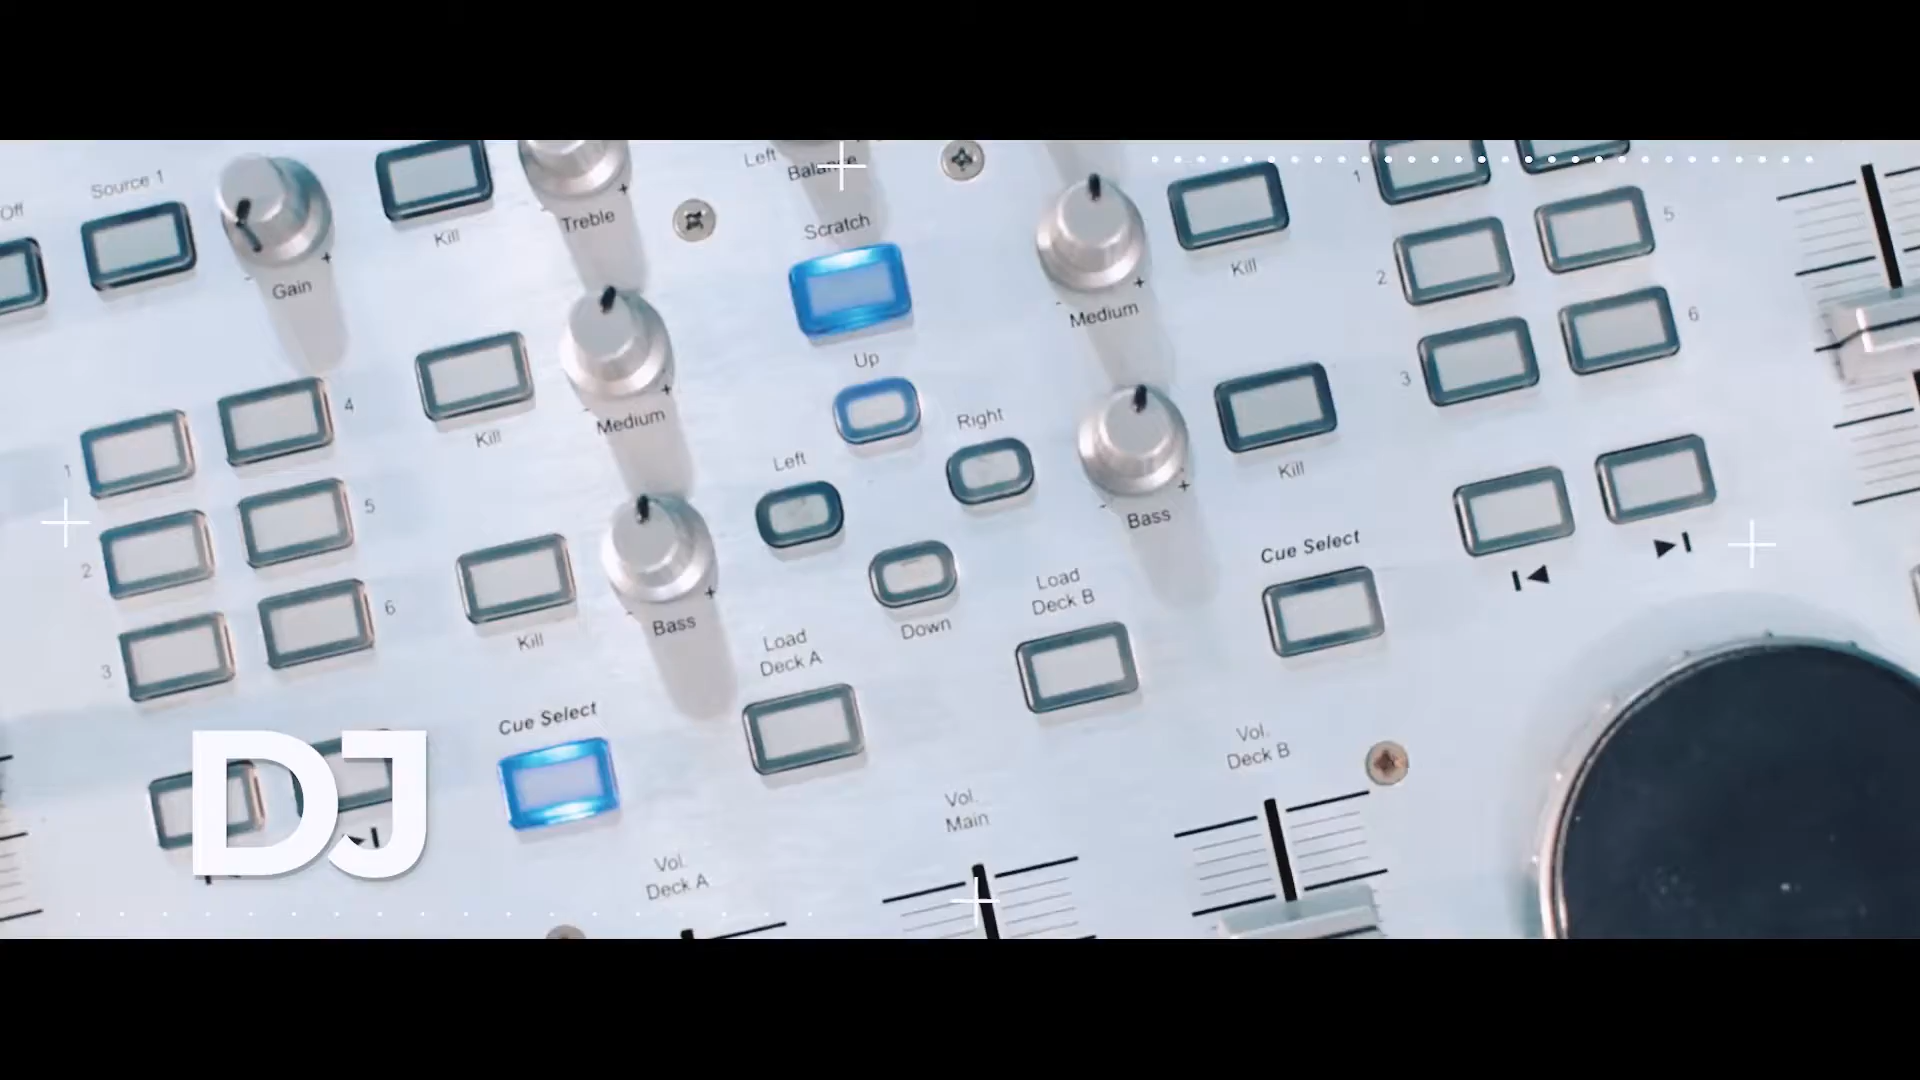 Off
Source 1
Gain
Kill
Treble
Left
Balance
Scratch
Up
Medium
Kill
1
2
3
5
6
Kill
Medium
Left
Right
Bass
Kill
1
2
3
4
5
6
Kill
Bass
Down
Load
Deck A
Load
Deck B
Cue Select
Cue Select
DJ
Vol.
Deck A
Vol.
Main
Vol.
Deck B